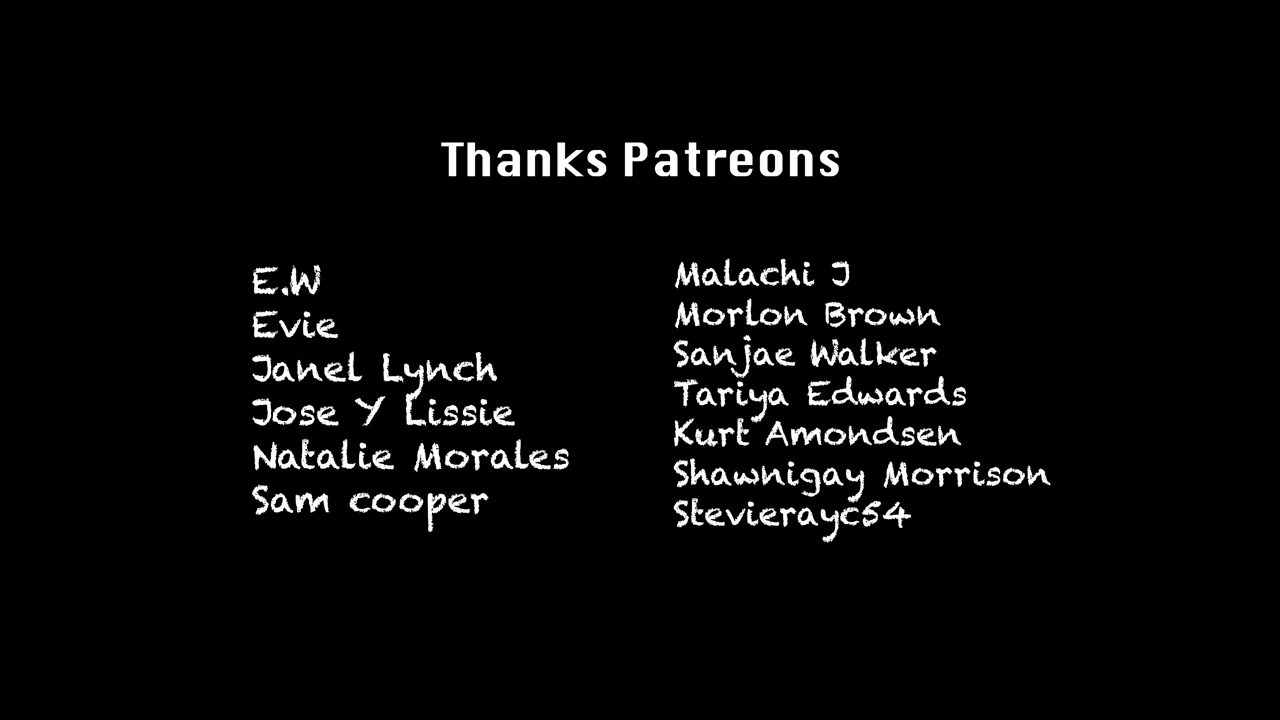 Thanks Patreons
E.W
Evie
Janel Lynch
Jose Y Lissie
Natalie Morales
Sam cooper
Malachi J
Morlon Brown
Sanjae Walker
Tariya Edwards
Kurt Amondsen
Shawnigay Morrison
Stevierayc54